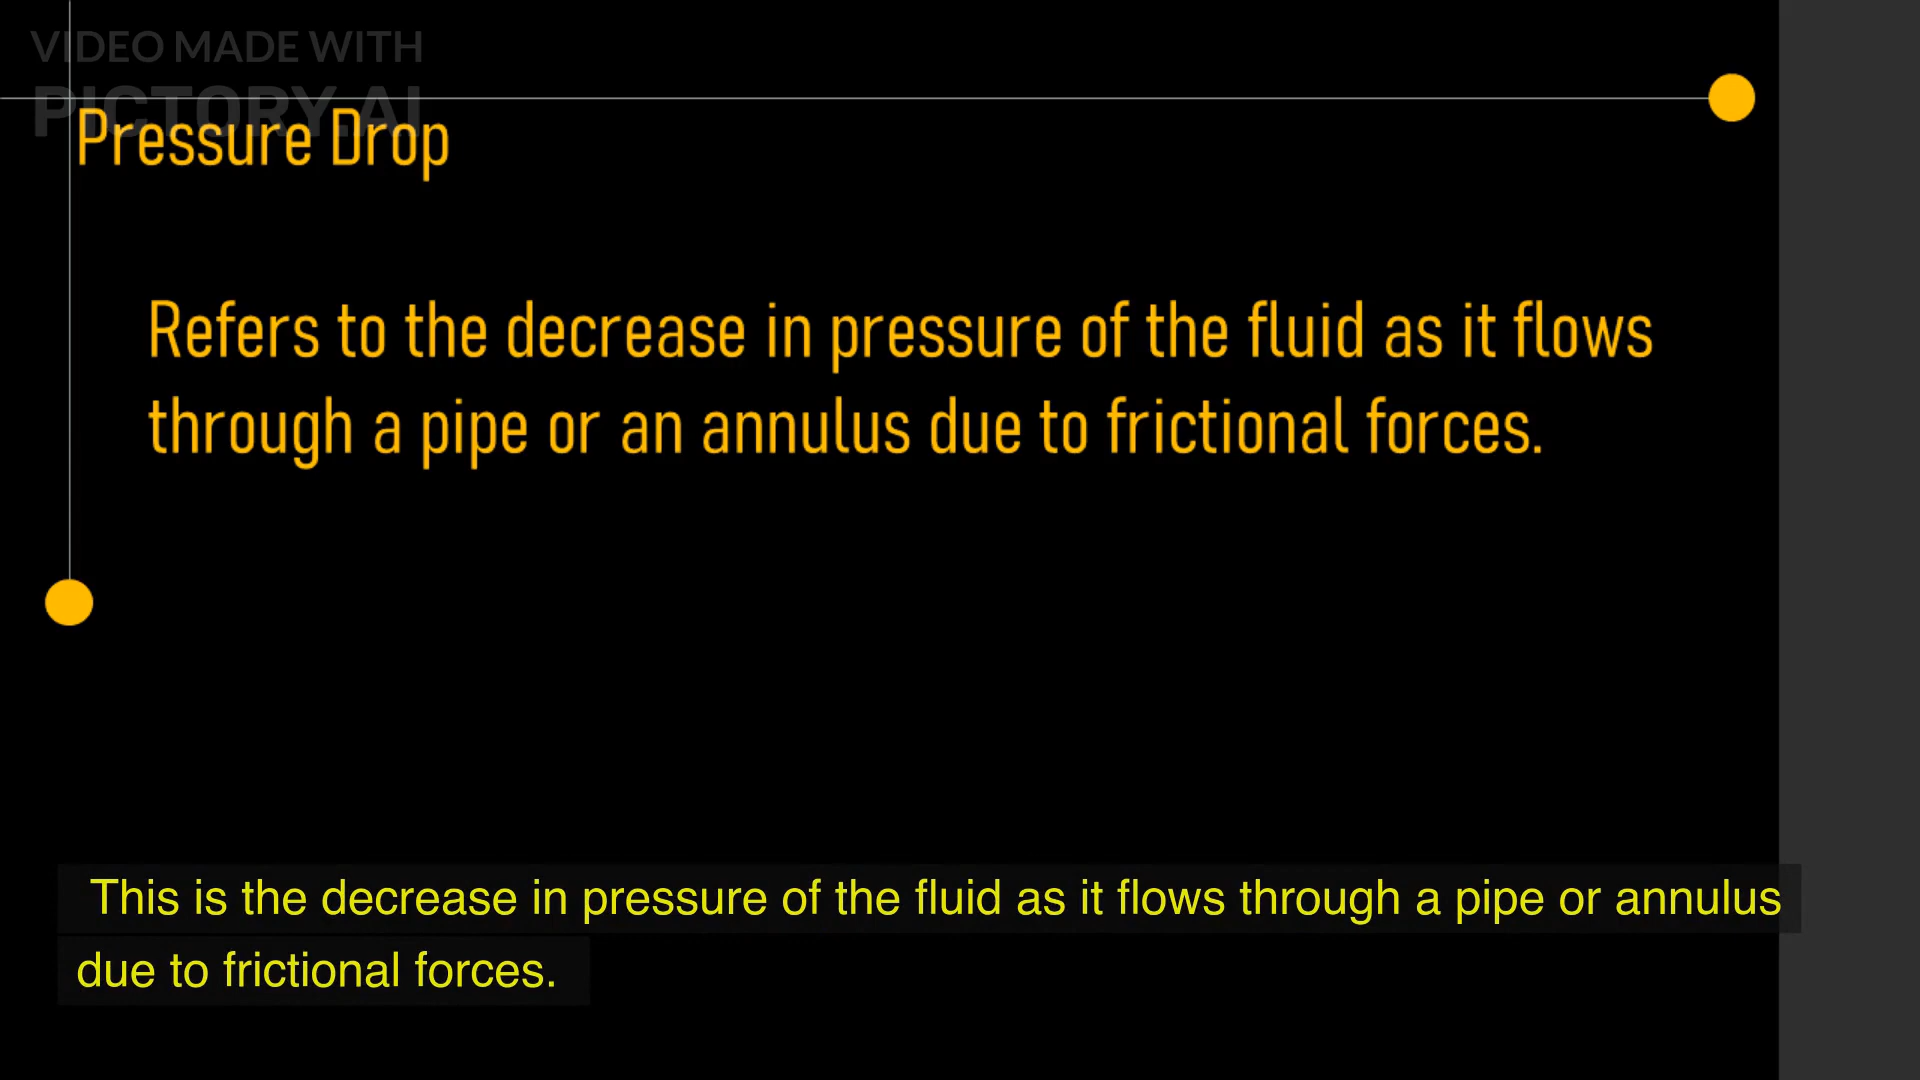 VIDEO MADE WITH
PICTORY.AI
Pressure Drop
Refers to the decrease in pressure of the fluid as it flows
through a pipe or an annulus due to frictional forces.
This is the decrease in pressure of the fluid as it flows through a pipe or annulus
due to frictional forces.